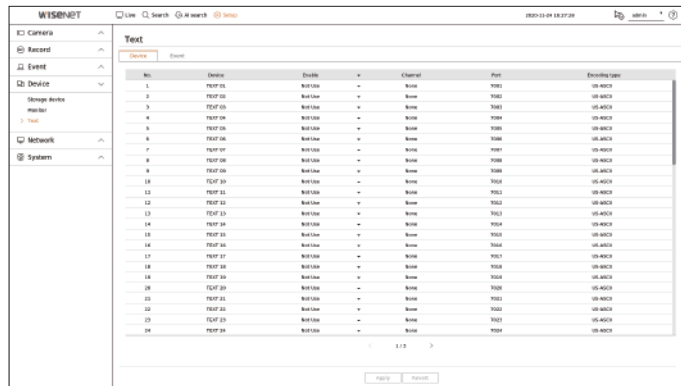 WISENET
Live Search AI search Setup 2020-11-24 18:27:20 admin
Camera
Record
Event
Device
Storage device
Monitor
Text
Network
System
Text
Device Event
No. Device Enable Channel Port Encoding type
1 TEXT 01 Not Use None 7001 US-ASCII
2 TEXT 02 Not Use None 7002 US-ASCII
3 TEXT 03 Not Use None 7003 US-ASCII
4 TEXT 04 Not Use None 7004 US-ASCII
5 TEXT 05 Not Use None 7005 US-ASCII
6 TEXT 06 Not Use None 7006 US-ASCII
7 TEXT 07 Not Use None 7007 US-ASCII
8 TEXT 08 Not Use None 7008 US-ASCII
9 TEXT 09 Not Use None 7009 US-ASCII
10 TEXT 10 Not Use None 7010 US-ASCII
11 TEXT 11 Not Use None 7011 US-ASCII
12 TEXT 12 Not Use None 7012 US-ASCII
13 TEXT 13 Not Use None 7013 US-ASCII
14 TEXT 14 Not Use None 7014 US-ASCII
15 TEXT 15 Not Use None 7015 US-ASCII
16 TEXT 16 Not Use None 7016 US-ASCII
17 TEXT 17 Not Use None 7017 US-ASCII
18 TEXT 18 Not Use None 7018 US-ASCII
19 TEXT 19 Not Use None 7019 US-ASCII
20 TEXT 20 Not Use None 7020 US-ASCII
21 TEXT 21 Not Use None 7021 US-ASCII
22 TEXT 22 Not Use None 7022 US-ASCII
23 TEXT 23 Not Use None 7023 US-ASCII
24 TEXT 24 Not Use None 7024 US-ASCII
Apply Revert